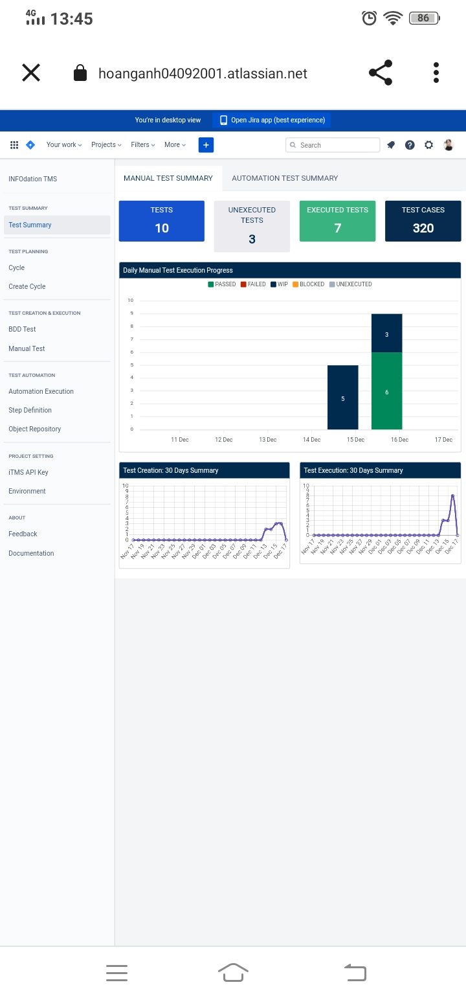 4G
13:45
86
hoanganh04092001.atlassian.net
You're in desktop view
Open Jira app (best experience)
Your work
Projects
Filters
More
+
Search
INFOdation TMS
TEST SUMMARY
Test Summary
TEST PLANNING
Cycle
Create Cycle
TEST CREATION & EXECUTION
BDD Test
Manual Test
TEST AUTOMATION
Automation Execution
Step Definition
Object Repository
PROJECT SETTING
iTMS API Key
Environment
ABOUT
Feedback
Documentation
MANUAL TEST SUMMARY
AUTOMATION TEST SUMMARY
TESTS
10
UNEXECUTED
TESTS
3
EXECUTED TESTS
7
TEST CASES
320
Daily Manual Test Execution Progress
PASSED FAILED WIP BLOCKED UNEXECUTED
10
9
8
7
6
5
4
3
2
1
0
5
3
6
11 Dec 12 Dec 13 Dec 14 Dec 15 Dec 16 Dec 17 Dec
Test Creation: 30 Days Summary
10
9
8
7
6
5
4
3
2
1
0
Nov 17 Nov 19 Nov 21 Nov 23 Nov 25 Nov 27 Nov 29 Dec 01 Dec 03 Dec 05 Dec 07 Dec 09 Dec 11 Dec 13 Dec 15 Dec 17
Test Execution: 30 Days Summary
10
9
8
7
6
5
4
3
2
1
0
Nov 17 Nov 19 Nov 21 Nov 23 Nov 25 Nov 27 Nov 29 Dec 01 Dec 03 Dec 05 Dec 07 Dec 09 Dec 11 Dec 13 Dec 15 Dec 17